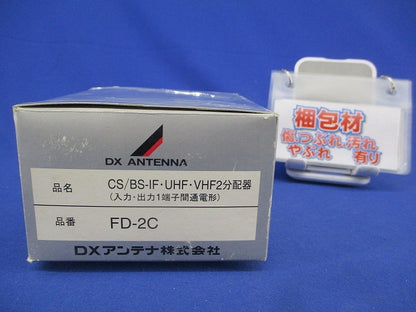 DX ANTENNA
品名
CS/BS-IF・UHF・VHF2分配器
(入力・出力1端子間通電形)
品番
FD-2C
DXアンテナ株式会社
梱包材
傷つぶれ汚れ
やぶれ 有り